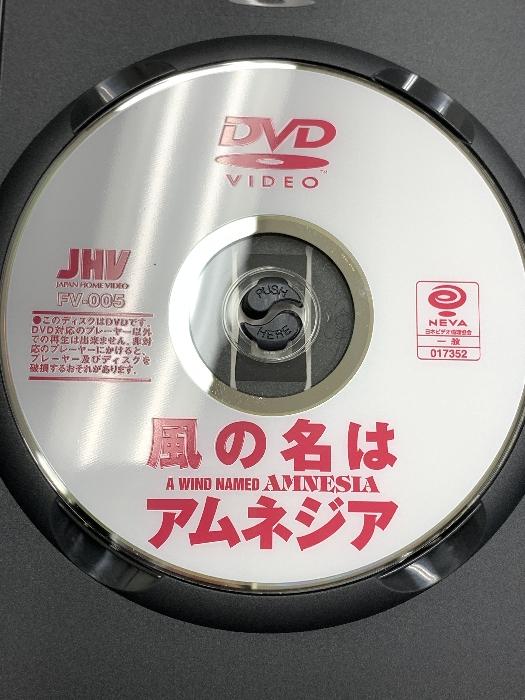 DVD
VIDEO
TM
JHV
JAPAN HOME VIDEO
FV-005
●このディスクはDVDです。
DVD対応のプレーヤー以外
での再生は出来ません。非対
応のプレーヤーにかけると、
プレーヤー及びディスクを
破損するおそれがあります。
PUSH
HERE
NEVA
日本ビデオ倫理協会
一般
017352
風の名は
A WIND NAMED AMNESIA
アムネジア